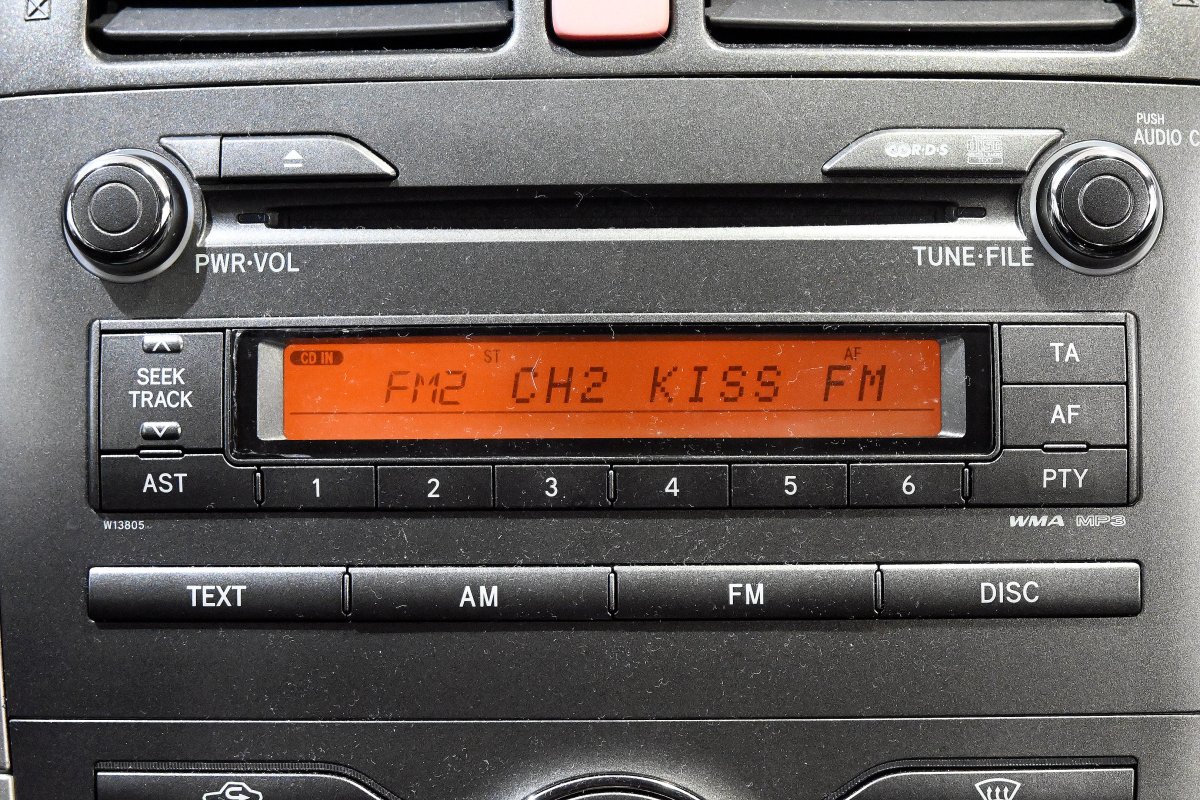 PUSH
AUDIO C
R·D·S
DISC
PWR·VOL
TUNE·FILE
CD IN
ST
AF
FM2 CH2 KISS FM
SEEK
TRACK
TA
AF
AST
1
2
3
4
5
6
PTY
W13805
WMA MP3
TEXT
AM
FM
DISC